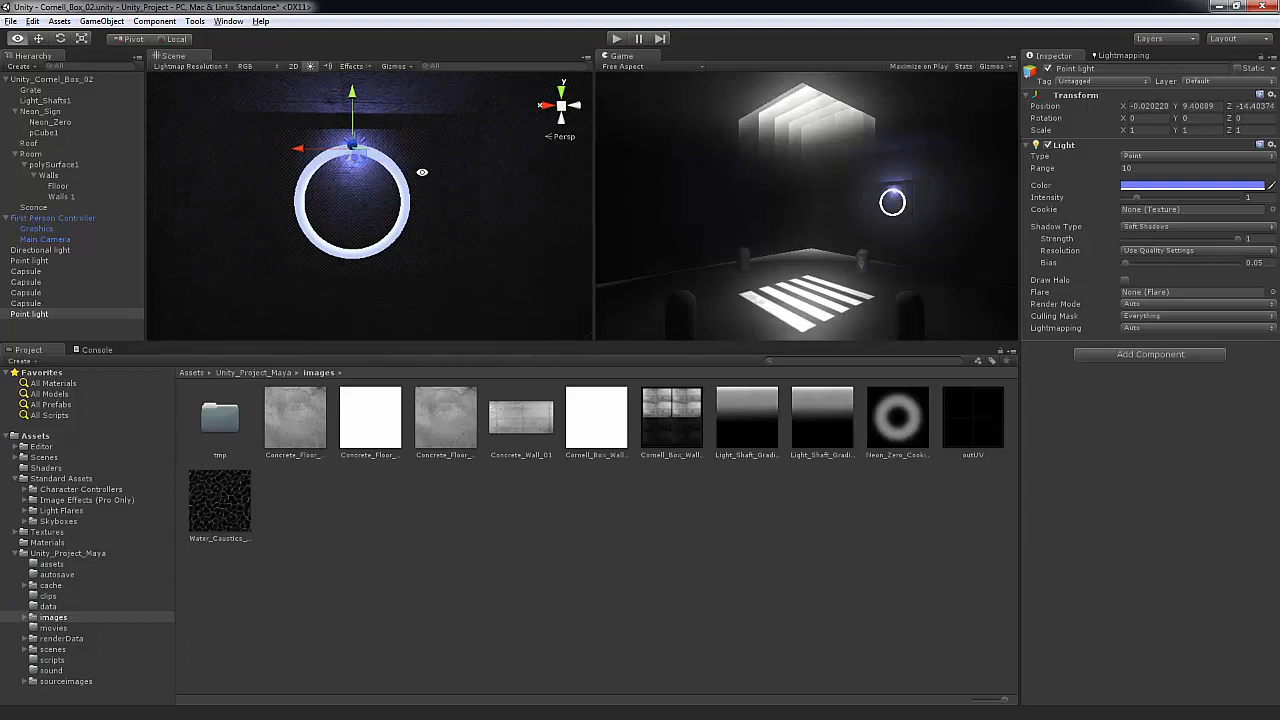 Unity - Cornell_Box_02.unity - Unity_Project - PC, Mac & Linux Standalone* <DX11>
File Edit Assets GameObject Component Tools Window Help
Pivot Local Layers Layout
Hierarchy Scene Game Inspector Lightmapping
Create All Lightmap Resolution RGB 2D Effects Gizmos All Free Aspect Maximize on Play Stats Gizmos
Point light Static
Tag Untagged Layer Default
Transform
Position X -0.020220 Y 9.40089 Z -14.40374
Rotation X 0 Y 0 Z 0
Scale X 1 Y 1 Z 1
Light
Type Point
Range 10
Color
Intensity 1
Cookie None (Texture)
Shadow Type Soft Shadows
Strength 1
Resolution Use Quality Settings
Bias 0.05
Draw Halo
Flare None (Flare)
Render Mode Auto
Culling Mask Everything
Lightmapping Auto
Add Component
Unity_Cornel_Box_02
Grate
Light_Shafts1
Neon_Sign
Neon_Zero
pCube1
Roof
Room
polySurface1
Walls
Floor
Walls 1
Sconce
First Person Controller
Graphics
Main Camera
Directional light
Point light
Capsule
Capsule
Capsule
Capsule
Point light
y
x
Persp
Project Console
Create
Favorites
All Materials
All Models
All Prefabs
All Scripts
Assets
Editor
Scenes
Shaders
Standard Assets
Character Controllers
Image Effects (Pro Only)
Light Flares
Skyboxes
Textures
Materials
Unity_Project_Maya
assets
autosave
cache
clips
data
images
movies
renderData
scenes
scripts
sound
sourceimages
Assets Unity_Project_Maya images
tmp Concrete_Floor_... Concrete_Floor_... Concrete_Floor_... Concrete_Wall_01 Cornell_Box_Wall... Cornell_Box_Wall... Light_Shaft_Gradi... Light_Shaft_Gradi... Neon_Zero_Cooki... outUV
Water_Caustics_...